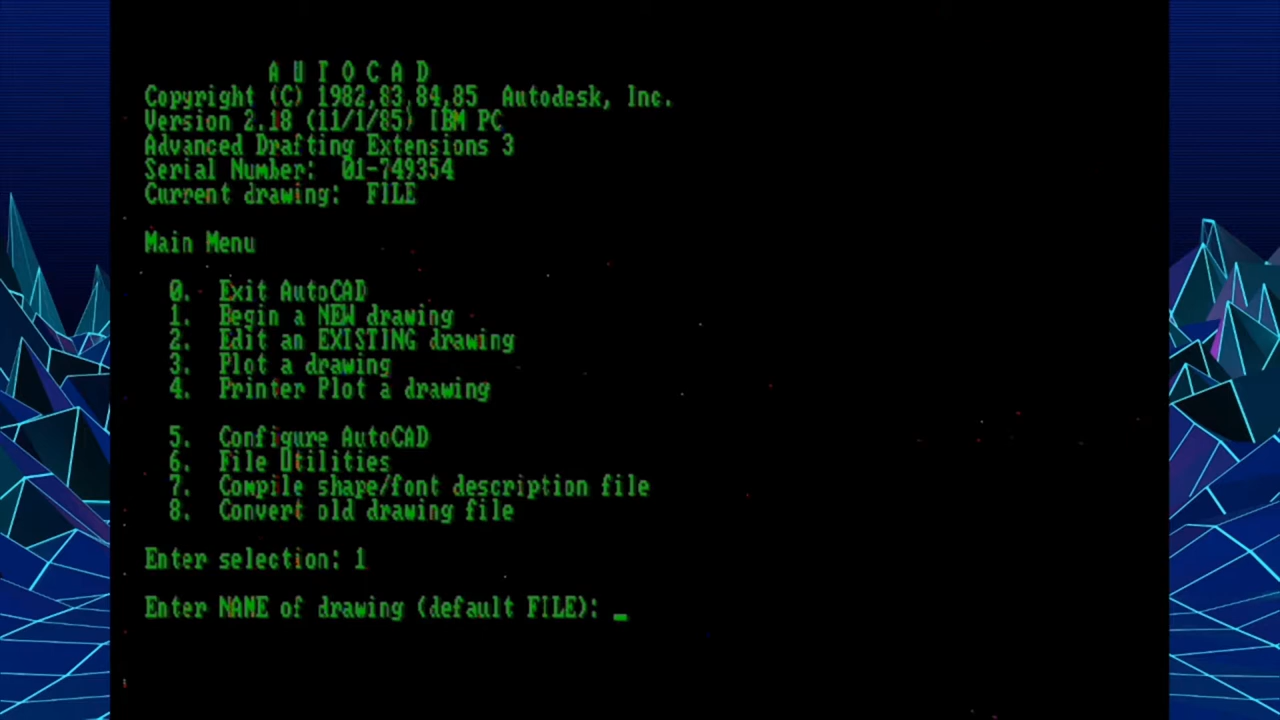 A U T O C A D
Copyright (C) 1982,83,84,85  Autodesk, Inc.
Version 2.18 (11/1/85) IBM PC
Advanced Drafting Extensions 3
Serial Number:  01-749354
Current drawing:  FILE
Main Menu
0.  Exit AutoCAD
1.  Begin a NEW drawing
2.  Edit an EXISTING drawing
3.  Plot a drawing
4.  Printer Plot a drawing
5.  Configure AutoCAD
6.  File Utilities
7.  Compile shape/font description file
8.  Convert old drawing file
Enter selection: 1
Enter NAME of drawing (default FILE): _